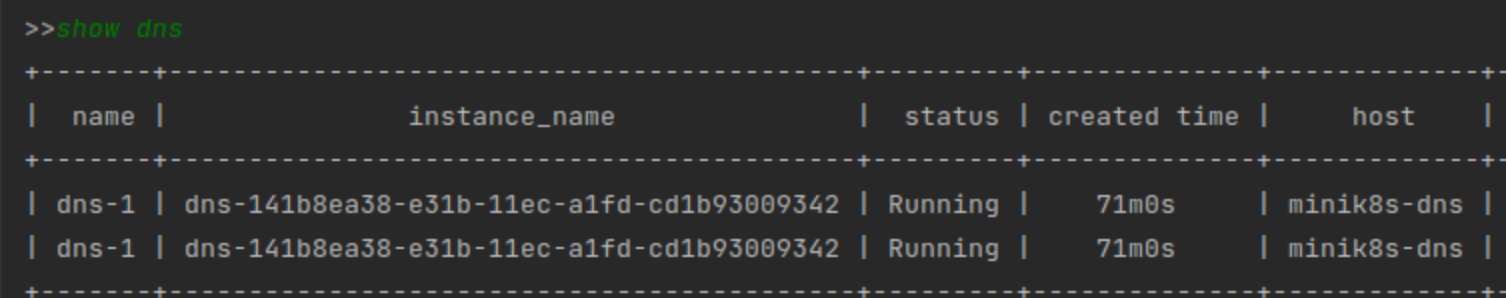 >>show dns
+-------+-------------------------------------------+---------+--------------+-------------+-
|  name |               instance_name               |  status | created time |     host    |
+-------+-------------------------------------------+---------+--------------+-------------+-
| dns-1 | dns-141b8ea38-e31b-11ec-a1fd-cd1b93009342 | Running |    71m0s     | minik8s-dns |
| dns-1 | dns-141b8ea38-e31b-11ec-a1fd-cd1b93009342 | Running |    71m0s     | minik8s-dns |
+-------+-------------------------------------------+---------+--------------+-------------+-